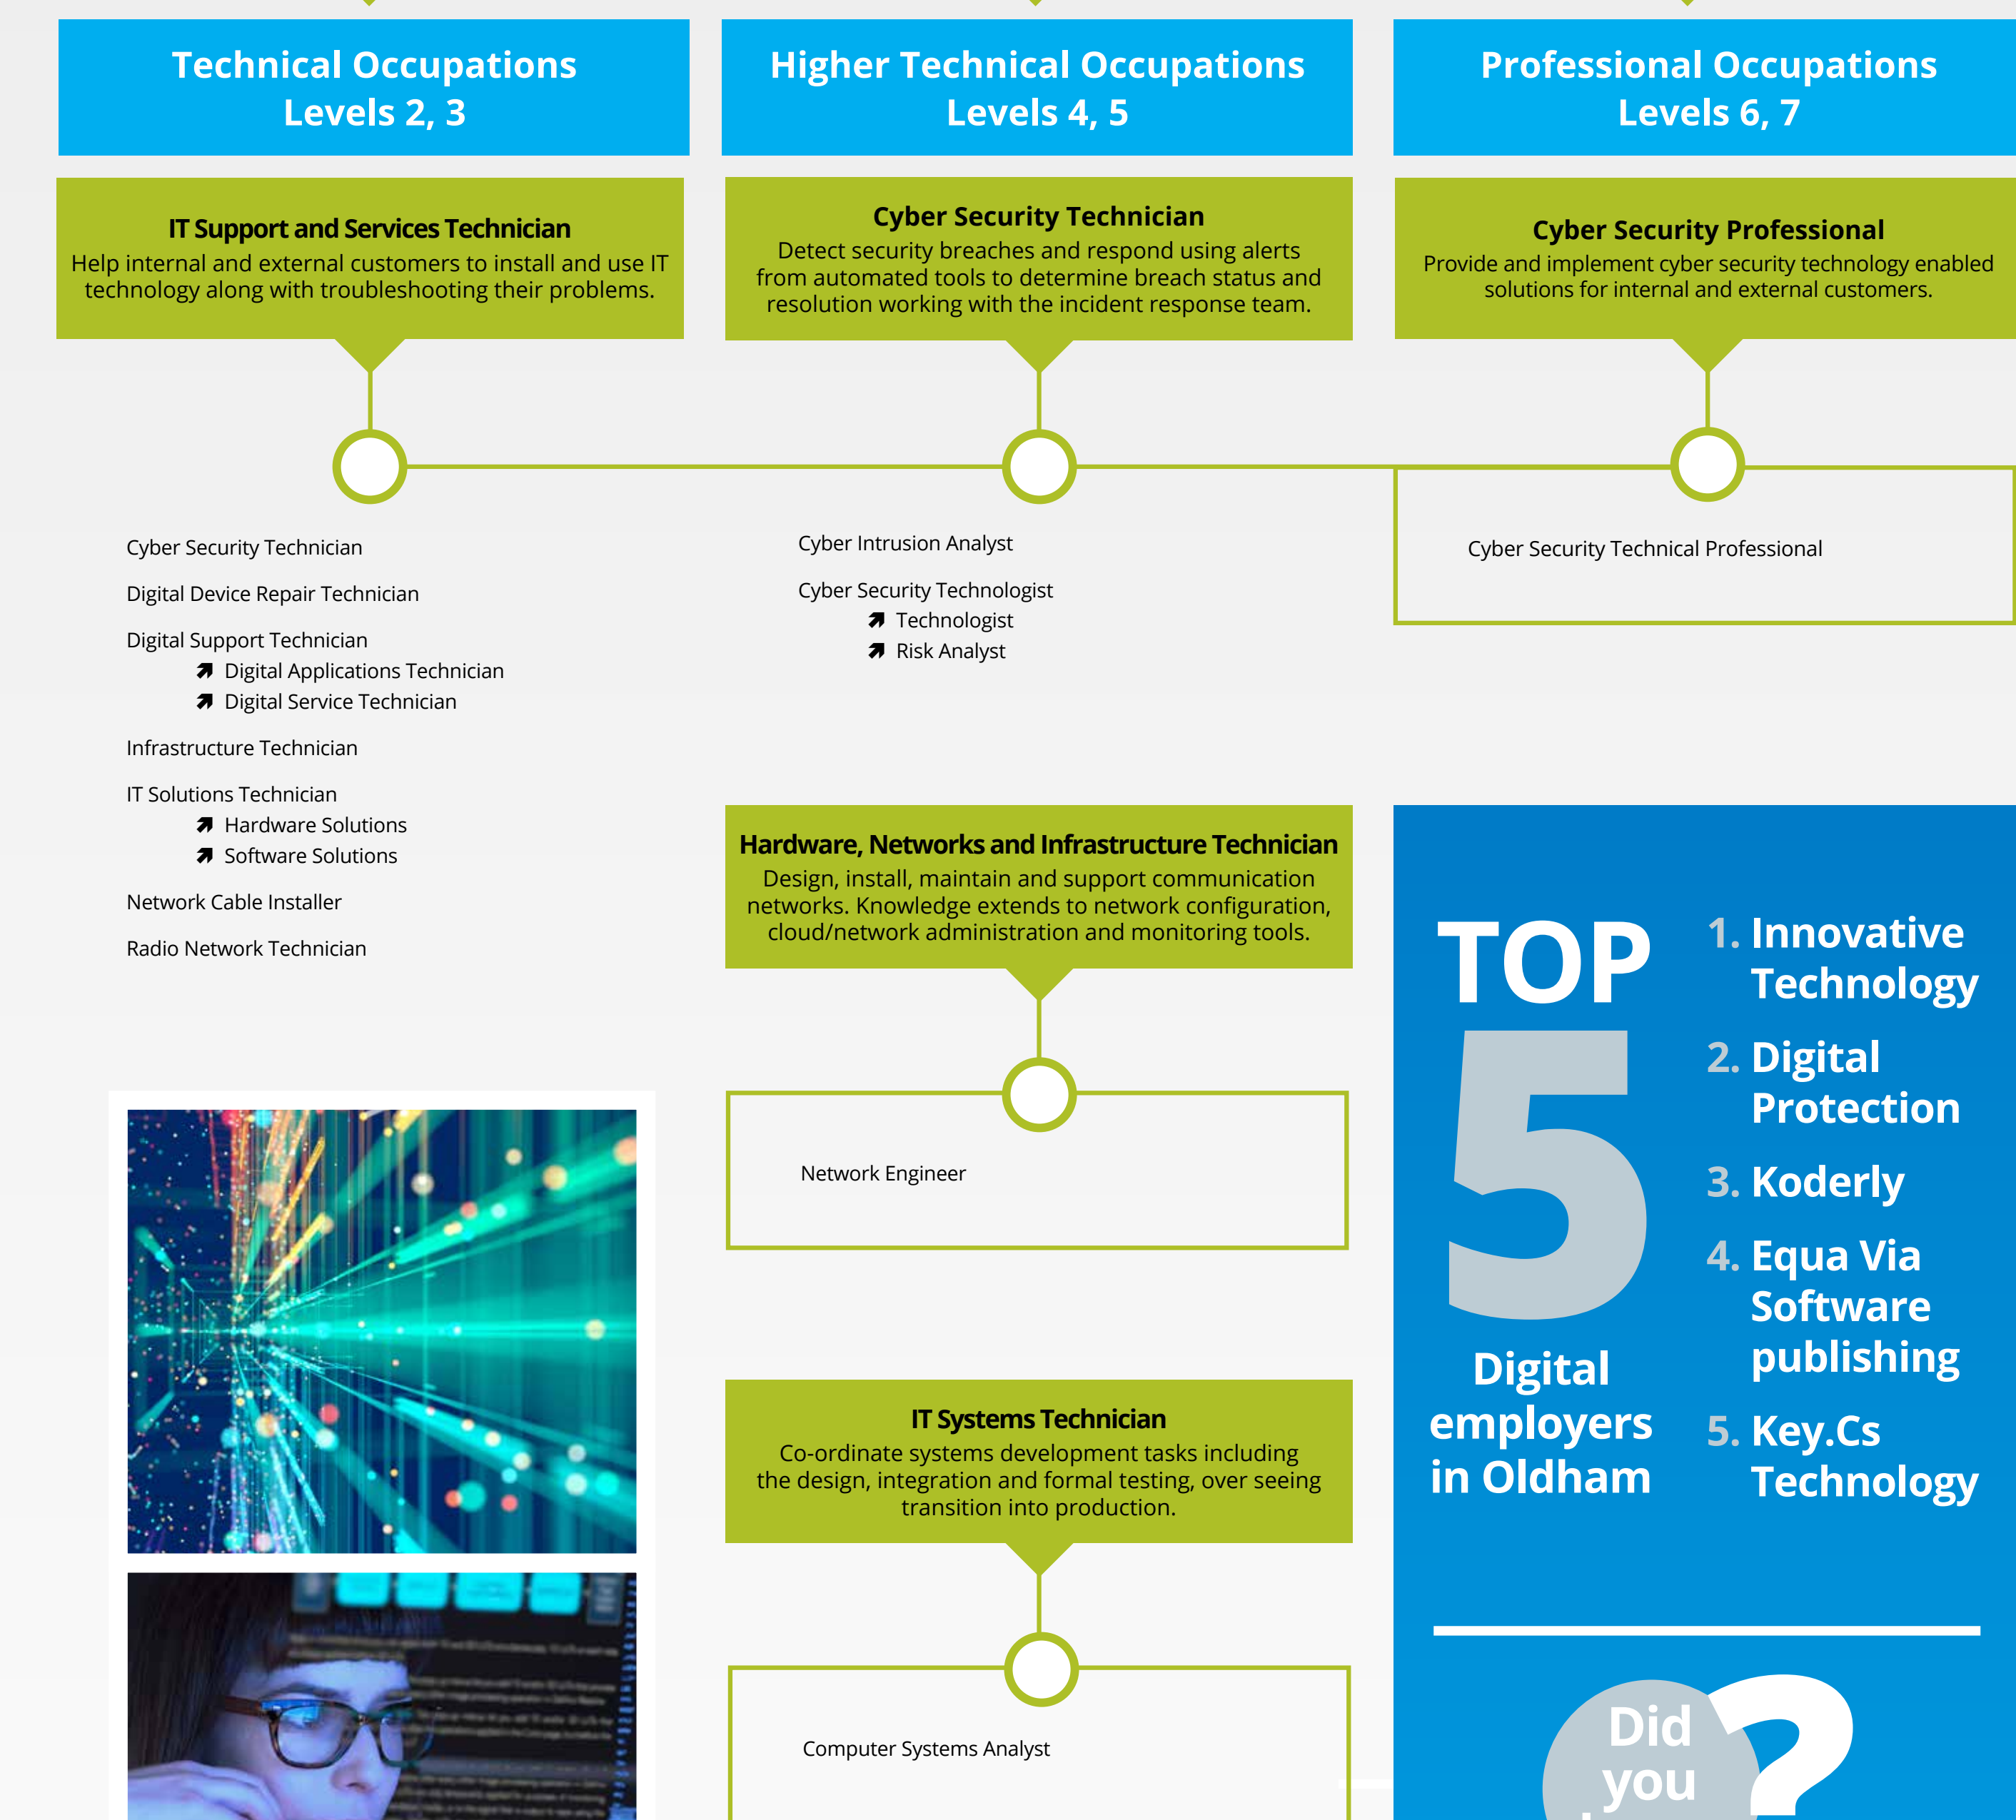 Technical Occupations
Levels 2, 3
Higher Technical Occupations
Levels 4, 5
Professional Occupations
Levels 6, 7
IT Support and Services Technician
Help internal and external customers to install and use IT
technology along with troubleshooting their problems.
Cyber Security Technician
Detect security breaches and respond using alerts
from automated tools to determine breach status and
resolution working with the incident response team.
Cyber Security Professional
Provide and implement cyber security technology enabled
solutions for internal and external customers.
Cyber Security Technician
Digital Device Repair Technician
Digital Support Technician
Digital Applications Technician
Digital Service Technician
Infrastructure Technician
IT Solutions Technician
Hardware Solutions
Software Solutions
Network Cable Installer
Radio Network Technician
Cyber Intrusion Analyst
Cyber Security Technologist
Technologist
Risk Analyst
Cyber Security Technical Professional
Hardware, Networks and Infrastructure Technician
Design, install, maintain and support communication
networks. Knowledge extends to network configuration,
cloud/network administration and monitoring tools.
Network Engineer
IT Systems Technician
Co-ordinate systems development tasks including
the design, integration and formal testing, over seeing
transition into production.
Computer Systems Analyst
TOP
5
Digital
employers
in Oldham
1. Innovative
Technology
2. Digital
Protection
3. Koderly
4. Equa Via
Software
publishing
5. Key.Cs
Technology
Did
you
?